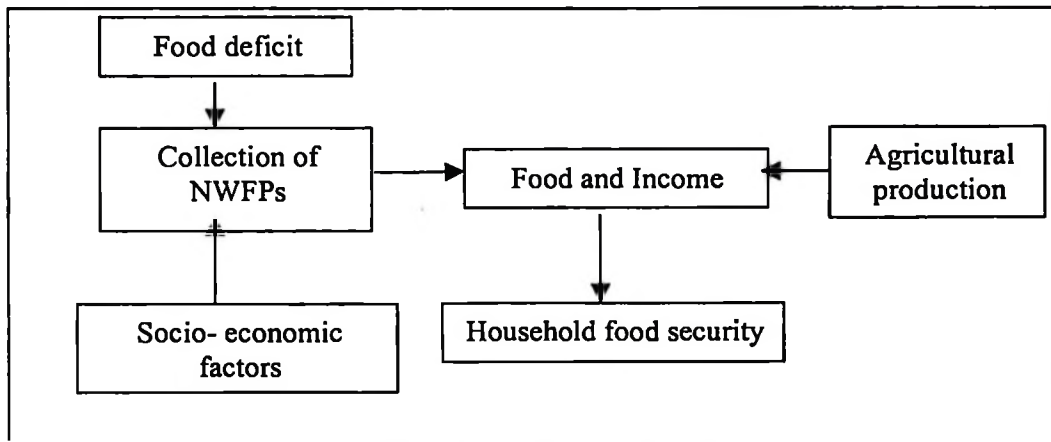 Food deficit
Collection of
NWFPs
Food and Income
Agricultural
production
Socio- economic
factors
Household food security